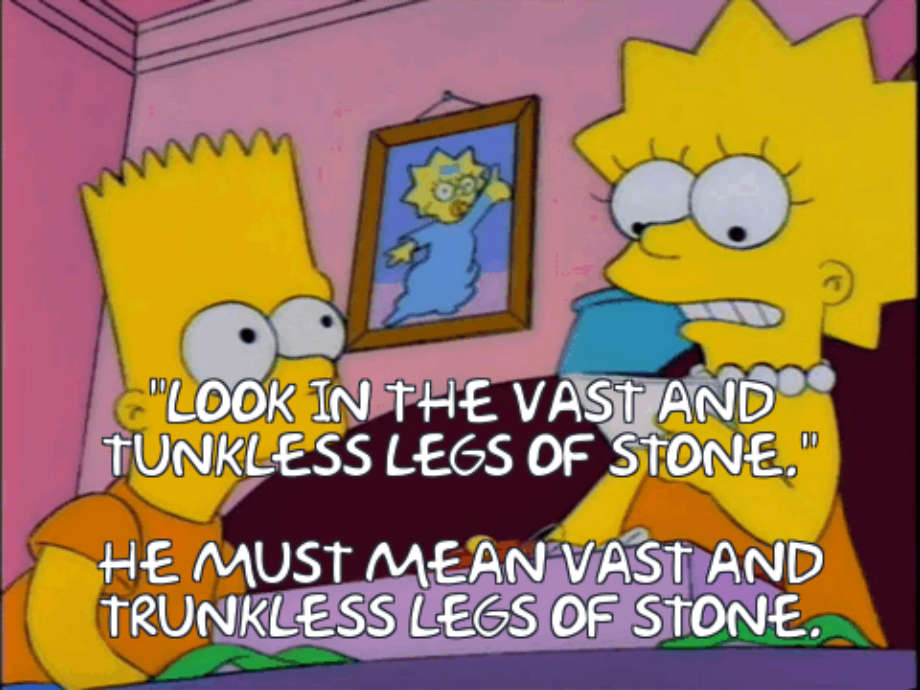 "LOOK IN THE VAST AND
TUNKLESS LEGS OF STONE."
HE MUST MEAN VAST AND
TRUNKLESS LEGS OF STONE.